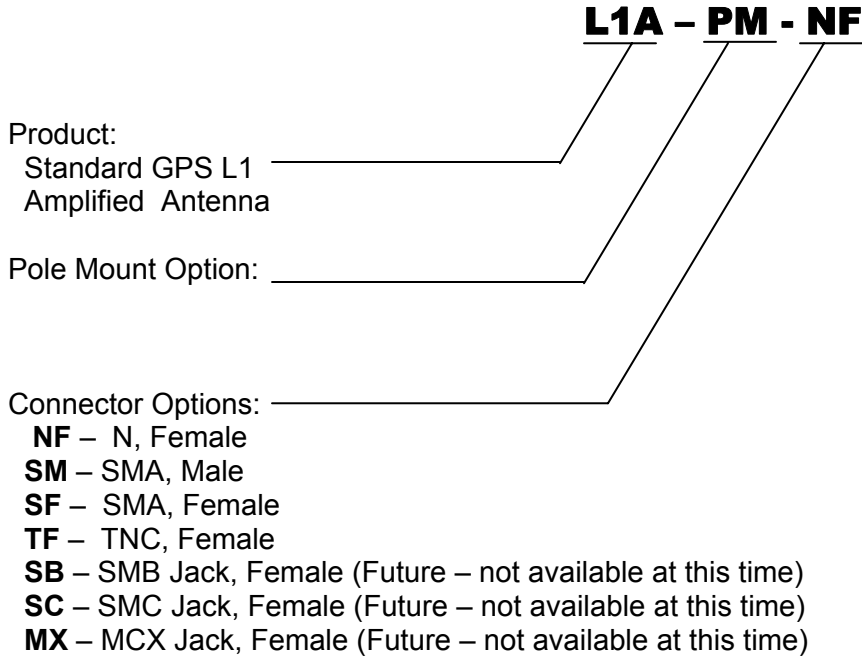 L1A – PM - NF
Product:
Standard GPS L1
Amplified Antenna
Pole Mount Option:
Connector Options:
NF – N, Female
SM – SMA, Male
SF – SMA, Female
TF – TNC, Female
SB – SMB Jack, Female (Future – not available at this time)
SC – SMC Jack, Female (Future – not available at this time)
MX – MCX Jack, Female (Future – not available at this time)